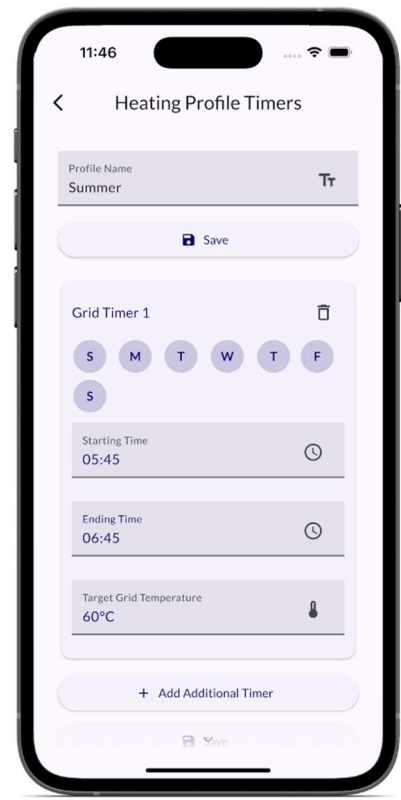 11:46
Heating Profile Timers
Profile Name
Summer
Save
Grid Timer 1
S M T W T F
S
Starting Time
05:45
Ending Time
06:45
Target Grid Temperature
60°C
+ Add Additional Timer
Save